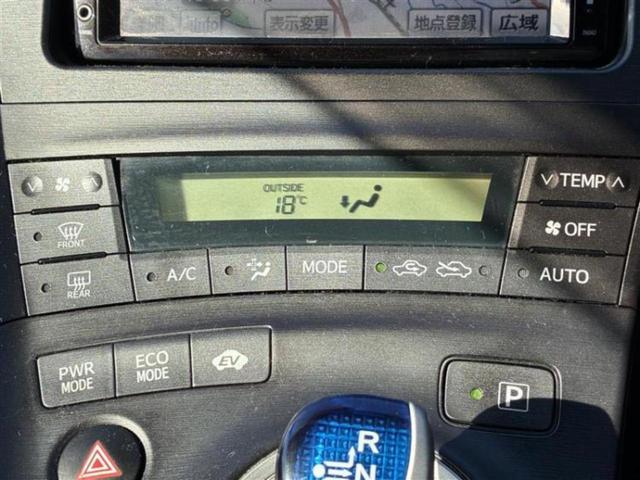 Info 表示変更 地点登録 広域
OUTSIDE
18℃
TEMP
FRONT
OFF
REAR
A/C
MODE
AUTO
PWR MODE
ECO MODE
EV
P
R
N